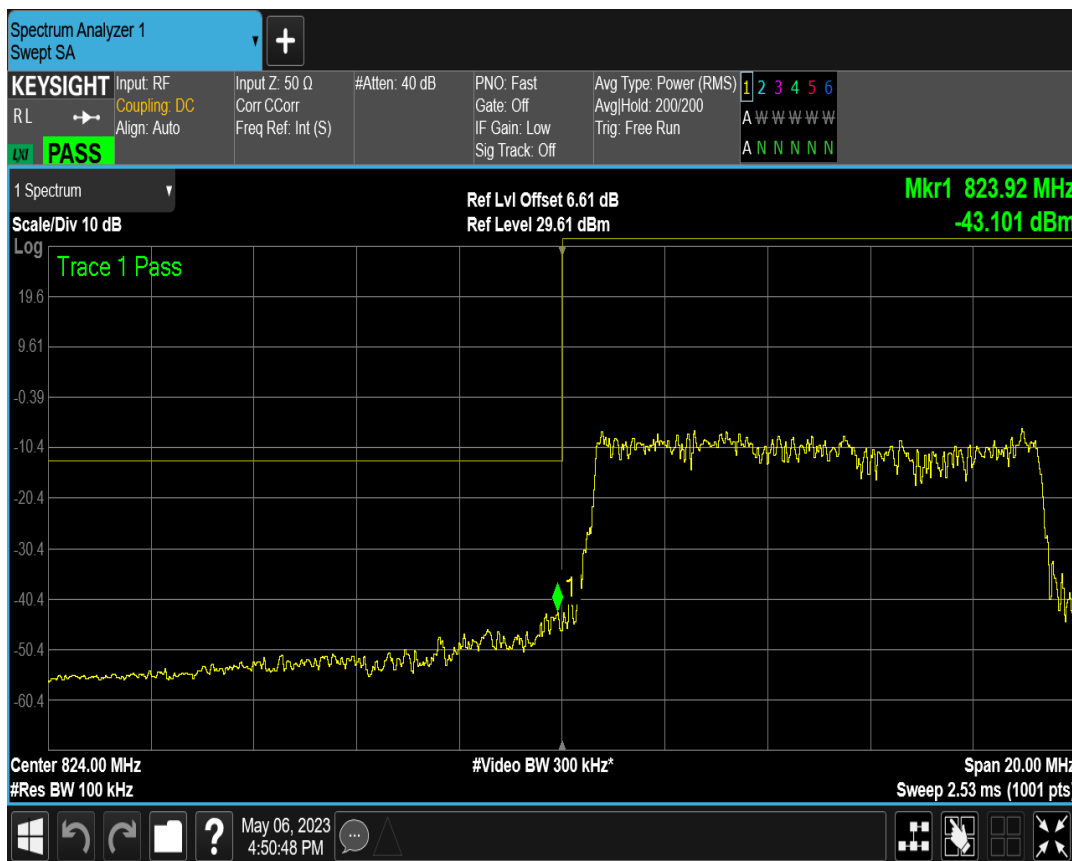 Spectrum Analyzer 1
Swept SA
+
KEYSIGHT
RL
LXI PASS
Input: RF
Coupling: DC
Align: Auto
Input Z: 50 Ω
Corr CCorr
Freq Ref: Int (S)
#Atten: 40 dB
PNO: Fast
Gate: Off
IF Gain: Low
Sig Track: Off
Avg Type: Power (RMS)
Avg|Hold: 200/200
Trig: Free Run
1 2 3 4 5 6
A W W W W W
A N N N N N
1 Spectrum
Scale/Div 10 dB
Ref Lvl Offset 6.61 dB
Ref Level 29.61 dBm
Mkr1 823.92 MHz
-43.101 dBm
Log
Trace 1 Pass
19.6
9.61
-0.39
-10.4
-20.4
-30.4
-40.4
-50.4
-60.4
1
Center 824.00 MHz
#Res BW 100 kHz
#Video BW 300 kHz*
Span 20.00 MHz
Sweep 2.53 ms (1001 pts)
?
May 06, 2023
4:50:48 PM